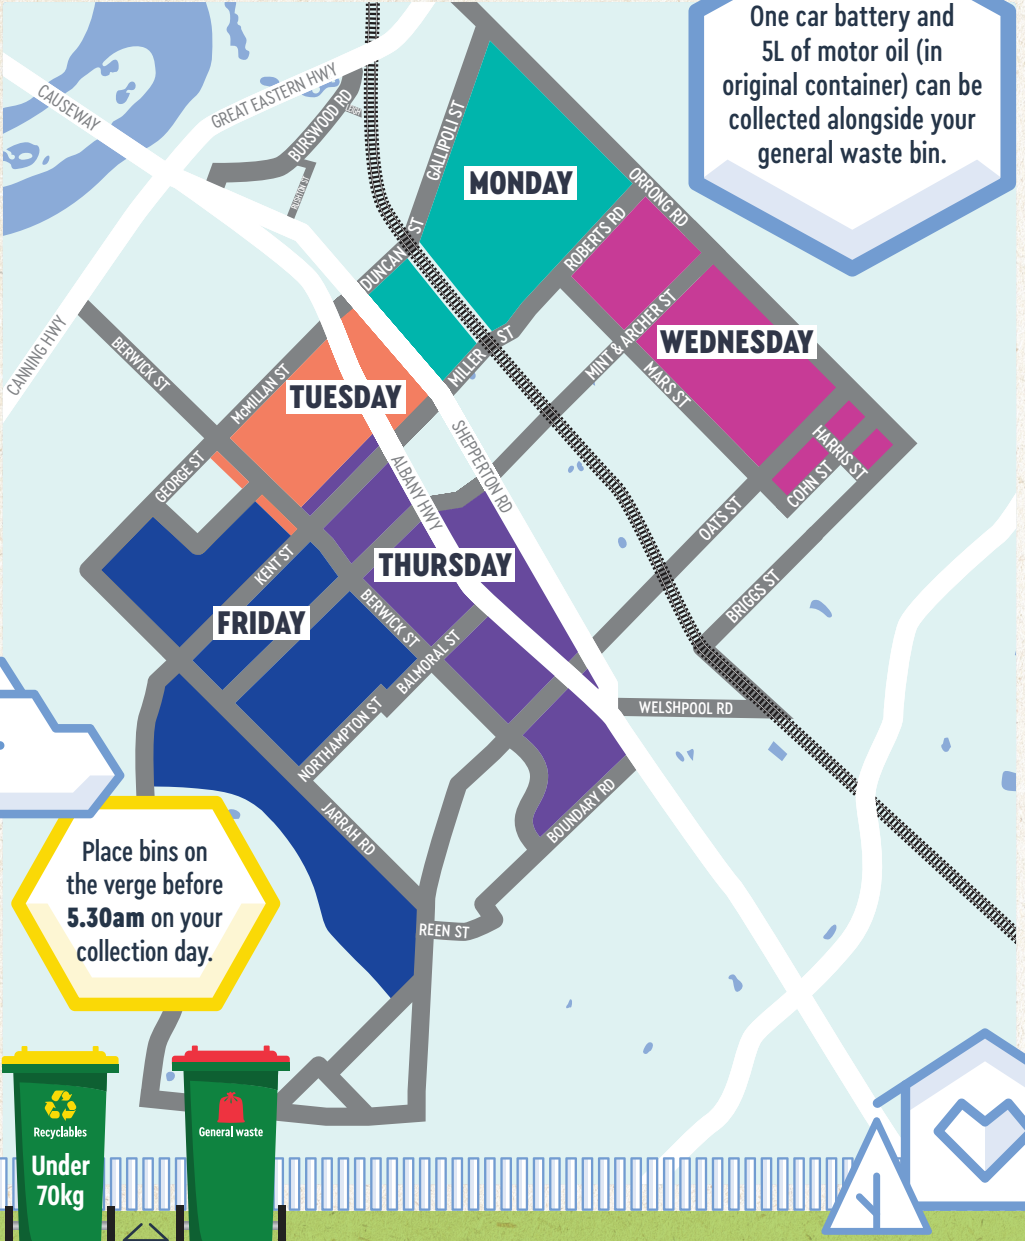 One car battery and
5L of motor oil (in
original container) can be
collected alongside your
general waste bin.
CAUSEWAY
GREAT EASTERN HWY
BURSWOOD RD
GALLIPOLI ST
MONDAY
ORRONG RD
ROBERTS RD
DUNCAN ST
CANNING HWY
BERWICK ST
McMILLAN ST
TUESDAY
MILLER ST
MINT & ARCHER ST
WEDNESDAY
MARS ST
HARRIS ST
COHN ST
GEORGE ST
ALBANY HWY
SHEPPERTON RD
OATS ST
KENT ST
THURSDAY
BRIGGS ST
FRIDAY
BERWICK ST
BALMORAL ST
NORTHAMPTON ST
WELSHPOOL RD
JARRAH RD
BOUNDARY RD
REEN ST
Place bins on
the verge before
5.30am on your
collection day.
Recyclables
Under
70kg
General waste